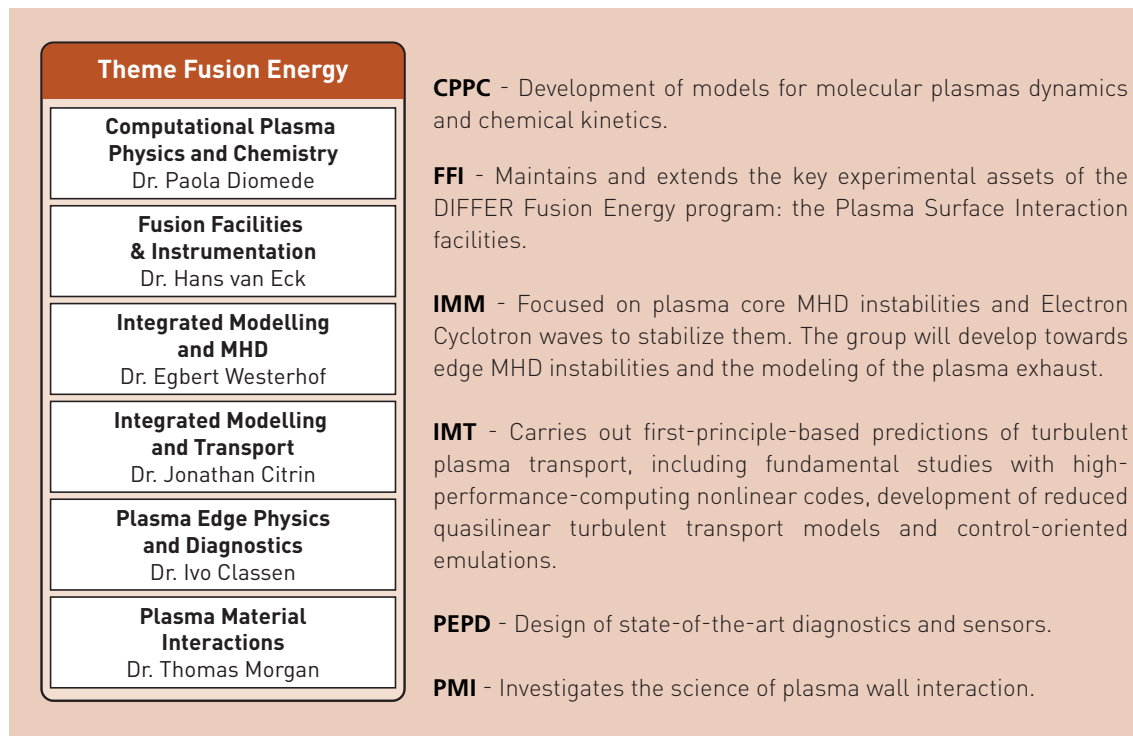 Theme Fusion Energy
Computational Plasma
Physics and Chemistry
Dr. Paola Diomede
Fusion Facilities
& Instrumentation
Dr. Hans van Eck
Integrated Modelling
and MHD
Dr. Egbert Westerhof
Integrated Modelling
and Transport
Dr. Jonathan Citrin
Plasma Edge Physics
and Diagnostics
Dr. Ivo Classen
Plasma Material
Interactions
Dr. Thomas Morgan
CPPC - Development of models for molecular plasmas dynamics
and chemical kinetics.
FFI - Maintains and extends the key experimental assets of the
DIFFER Fusion Energy program: the Plasma Surface Interaction
facilities.
IMM - Focused on plasma core MHD instabilities and Electron
Cyclotron waves to stabilize them. The group will develop towards
edge MHD instabilities and the modeling of the plasma exhaust.
IMT - Carries out first-principle-based predictions of turbulent
plasma transport, including fundamental studies with high-
performance-computing nonlinear codes, development of reduced
quasilinear turbulent transport models and control-oriented
emulations.
PEPD - Design of state-of-the-art diagnostics and sensors.
PMI - Investigates the science of plasma wall interaction.